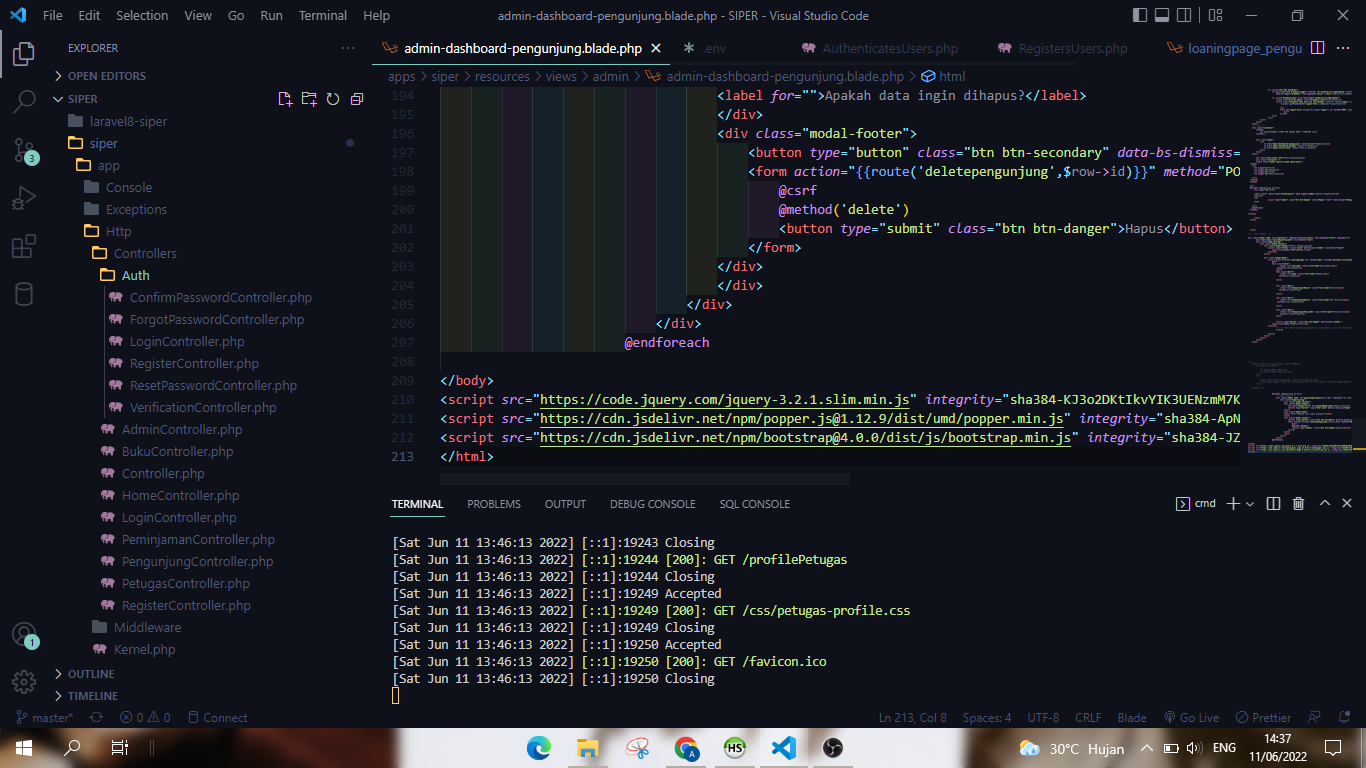 File Edit Selection View Go Run Terminal Help
admin-dashboard-pengunjung.blade.php - SIPER - Visual Studio Code
EXPLORER
OPEN EDITORS
SIPER
laravel8-siper
siper
app
Console
Exceptions
Http
Controllers
Auth
ConfirmPasswordController.php
ForgotPasswordController.php
LoginController.php
RegisterController.php
ResetPasswordController.php
VerificationController.php
AdminController.php
BukuController.php
Controller.php
HomeController.php
LoginController.php
PeminjamanController.php
PengunjungController.php
PetugasController.php
RegisterController.php
Middleware
Kernel.php
OUTLINE
TIMELINE
3
1
admin-dashboard-pengunjung.blade.php .env AuthenticatesUsers.php RegistersUsers.php loaningpage_pengu
apps > siper > resources > views > admin > admin-dashboard-pengunjung.blade.php > html
194 <label for="">Apakah data ingin dihapus?</label>
195 </div>
196 <div class="modal-footer">
197 <button type="button" class="btn btn-secondary" data-bs-dismiss=
198 <form action="{{route('deletepengunjung',$row->id)}}" method="PO
199 @csrf
200 @method('delete')
201 <button type="submit" class="btn btn-danger">Hapus</button>
202 </form>
203 </div>
204 </div>
205 </div>
206 </div>
207 @endforeach
208
209 </body>
210 <script src="https://code.jquery.com/jquery-3.2.1.slim.min.js" integrity="sha384-KJ3o2DKtIkvYIK3UENzmM7K
211 <script src="https://cdn.jsdelivr.net/npm/popper.js@1.12.9/dist/umd/popper.min.js" integrity="sha384-ApN
212 <script src="https://cdn.jsdelivr.net/npm/bootstrap@4.0.0/dist/js/bootstrap.min.js" integrity="sha384-JZ
213 </html>
TERMINAL PROBLEMS OUTPUT DEBUG CONSOLE SQL CONSOLE
cmd
[Sat Jun 11 13:46:13 2022] [::1]:19243 Closing
[Sat Jun 11 13:46:13 2022] [::1]:19244 [200]: GET /profilePetugas
[Sat Jun 11 13:46:13 2022] [::1]:19244 Closing
[Sat Jun 11 13:46:13 2022] [::1]:19249 Accepted
[Sat Jun 11 13:46:13 2022] [::1]:19249 [200]: GET /css/petugas-profile.css
[Sat Jun 11 13:46:13 2022] [::1]:19249 Closing
[Sat Jun 11 13:46:13 2022] [::1]:19250 Accepted
[Sat Jun 11 13:46:13 2022] [::1]:19250 [200]: GET /favicon.ico
[Sat Jun 11 13:46:13 2022] [::1]:19250 Closing
master* 0 0 Connect
Ln 213, Col 8 Spaces: 4 UTF-8 CRLF Blade Go Live Prettier
A HS
30°C Hujan ENG
14:37
11/06/2022